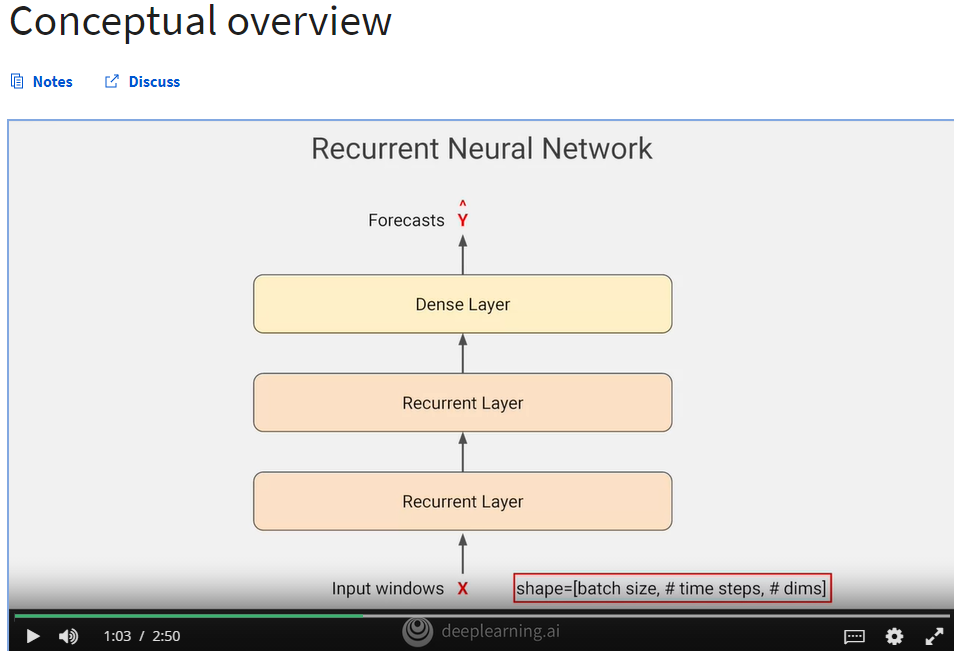 Conceptual overview
Notes Discuss
Recurrent Neural Network
Forecasts Ŷ
Dense Layer
Recurrent Layer
Recurrent Layer
Input windows X shape=[batch size, # time steps, # dims]
1:03 / 2:50 deeplearning.ai